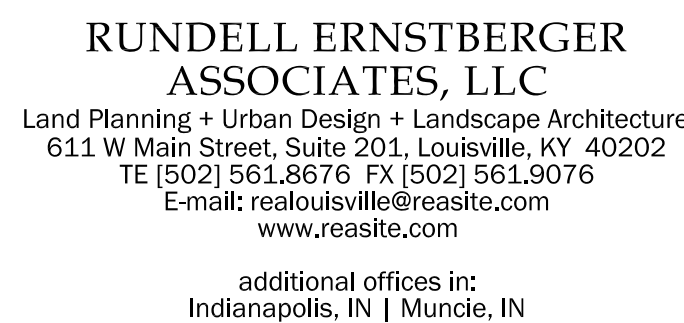 RUNDELL ERNSTBERGER
ASSOCIATES, LLC
Land Planning + Urban Design + Landscape Architecture
611 W Main Street, Suite 201, Louisville, KY 40202
TE [502] 561.8676 FX [502] 561.9076
E-mail: realouisville@reasite.com
www.reasite.com
additional offices in:
Indianapolis, IN | Muncie, IN